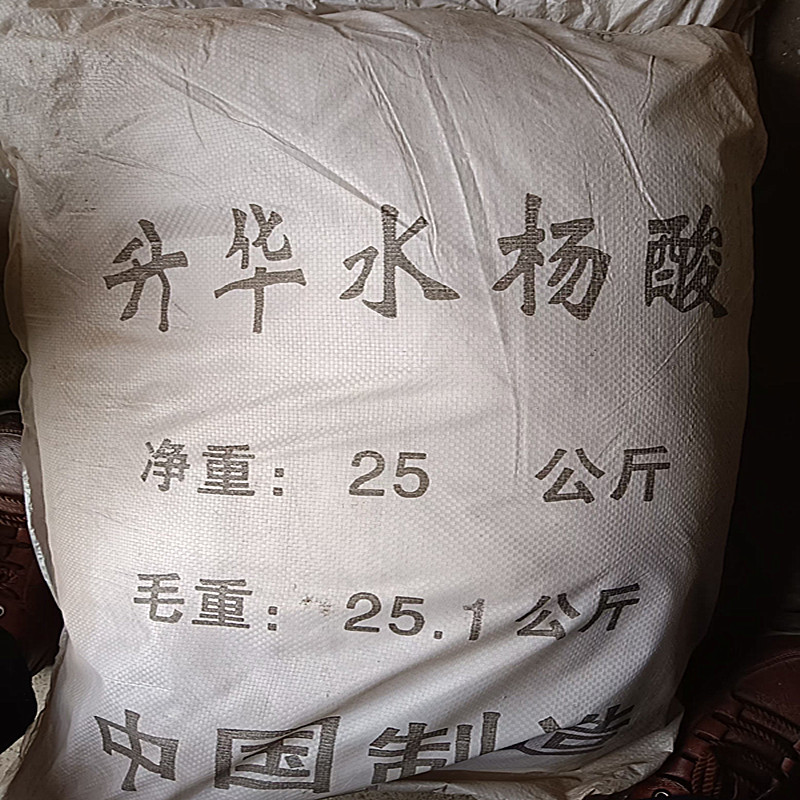 升华水杨酸
净重: 25 公斤
毛重: 25.1 公斤
中国制造